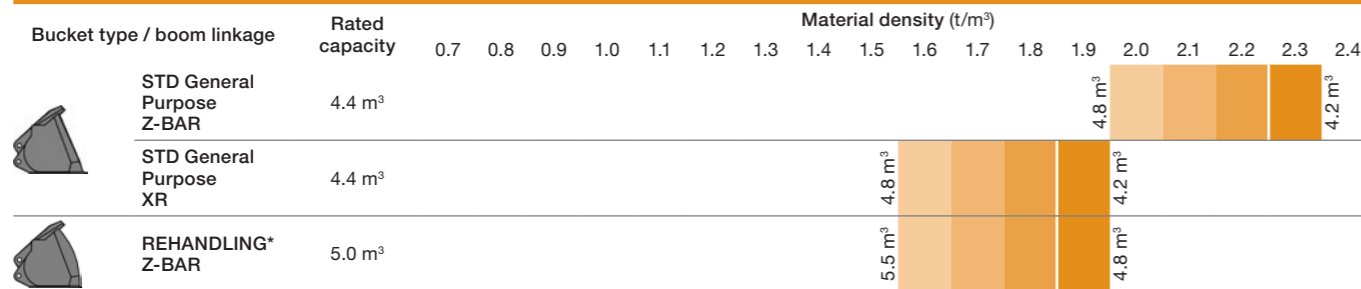 Bucket type / boom linkage Rated capacity Material density (t/m³)
0.7 0.8 0.9 1.0 1.1 1.2 1.3 1.4 1.5 1.6 1.7 1.8 1.9 2.0 2.1 2.2 2.3 2.4
STD General
Purpose
Z-BAR
4.4 m³
4.8 m³
4.2 m³
STD General
Purpose
XR
4.4 m³
4.8 m³
4.2 m³
REHANDLING*
Z-BAR
5.0 m³
5.5 m³
4.8 m³